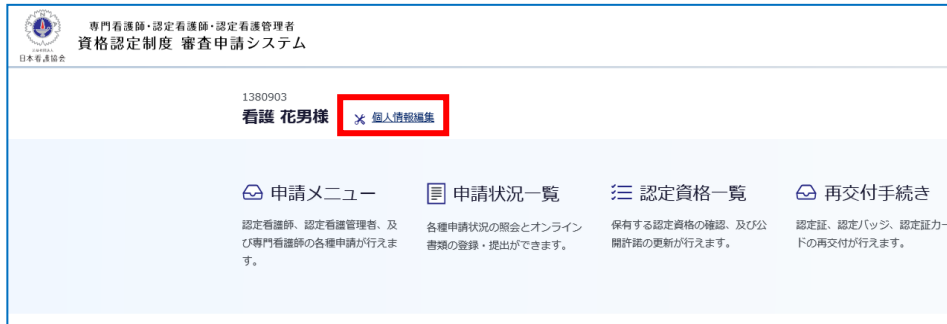 専門看護師・認定看護師・認定看護管理者
資格認定制度 審査申請システム
日本看護協会
1380903
看護 花男様
個人情報編集
申請メニュー
認定看護師、認定看護管理者、及
び専門看護師の各種申請が行えま
す。
申請状況一覧
各種申請状況の照会とオンライン
書類の登録・提出ができます。
認定資格一覧
保有する認定資格の確認、及び公
開許諾の更新が行えます。
再交付手続き
認定証、認定バッジ、認定証カー
ドの再交付が行えます。